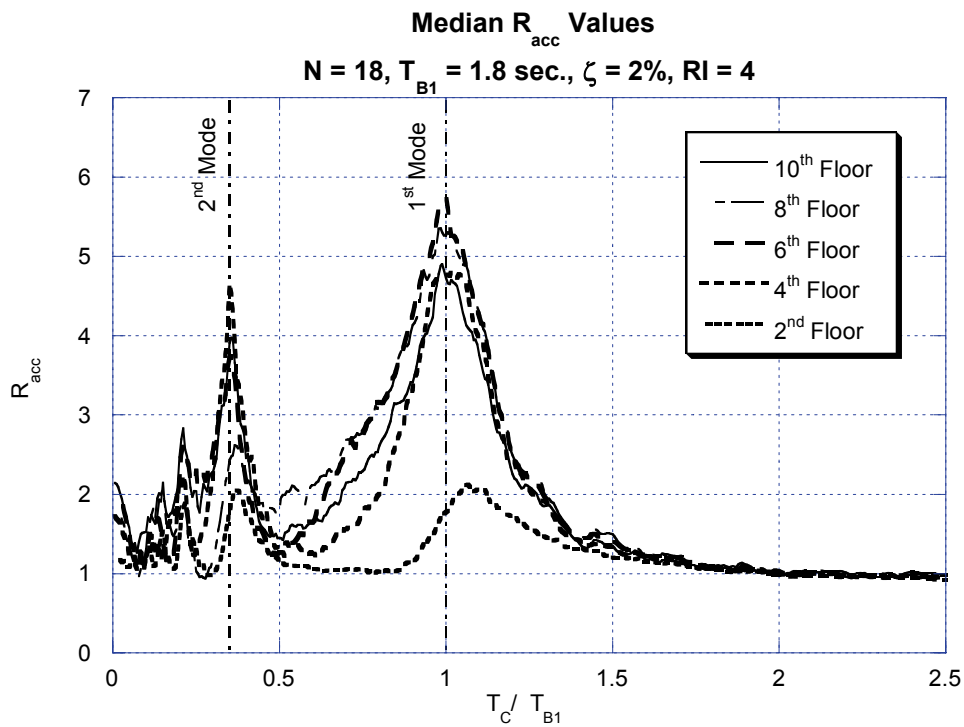 Median R_acc Values
N = 18, T_B1 = 1.8 sec., ζ = 2%, RI = 4
7
6
5
4
3
2
1
0
R_acc
2nd Mode
1st Mode
10th Floor
8th Floor
6th Floor
4th Floor
2nd Floor
0 0.5 1 1.5 2 2.5
T_C/ T_B1